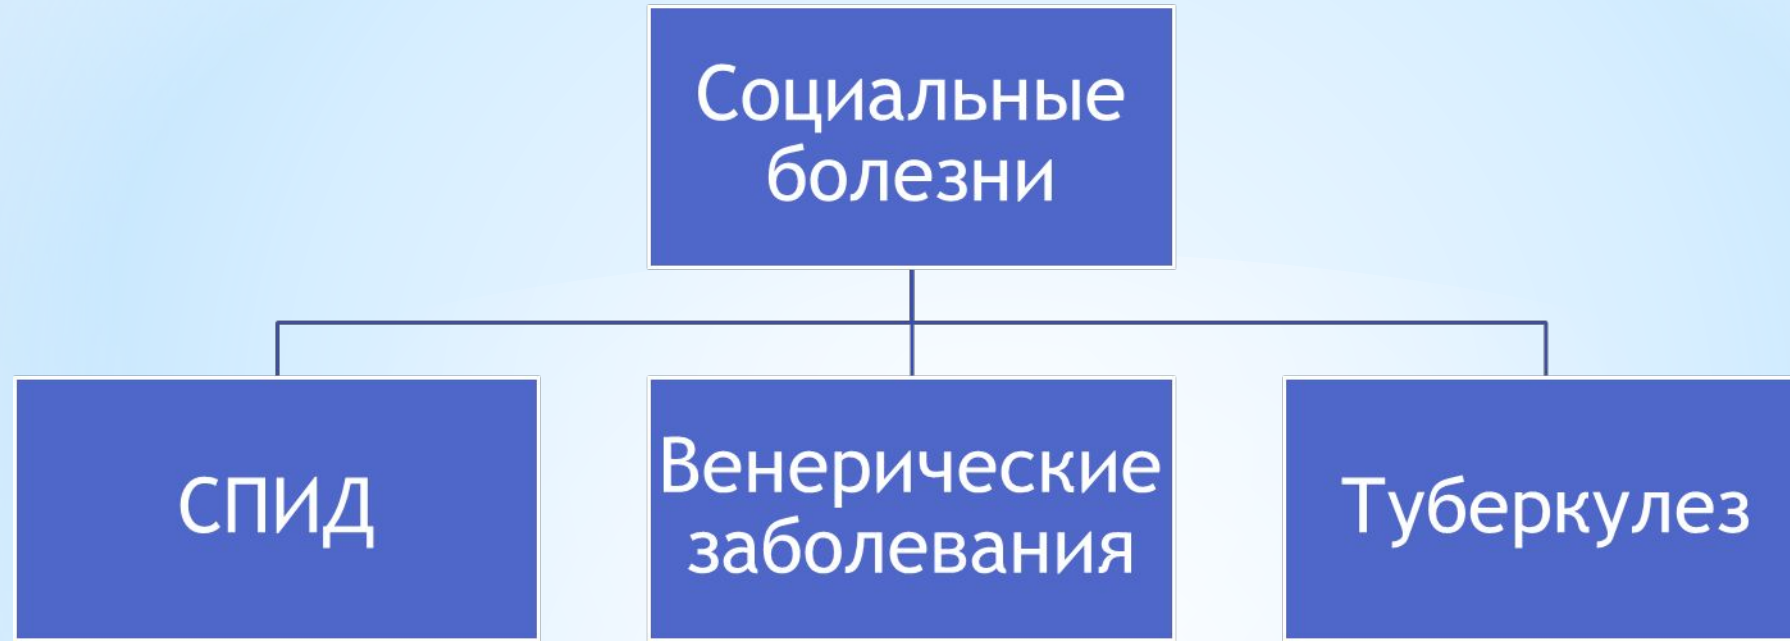 Социальные
болезни
СПИД
Венерические
заболевания
Туберкулез